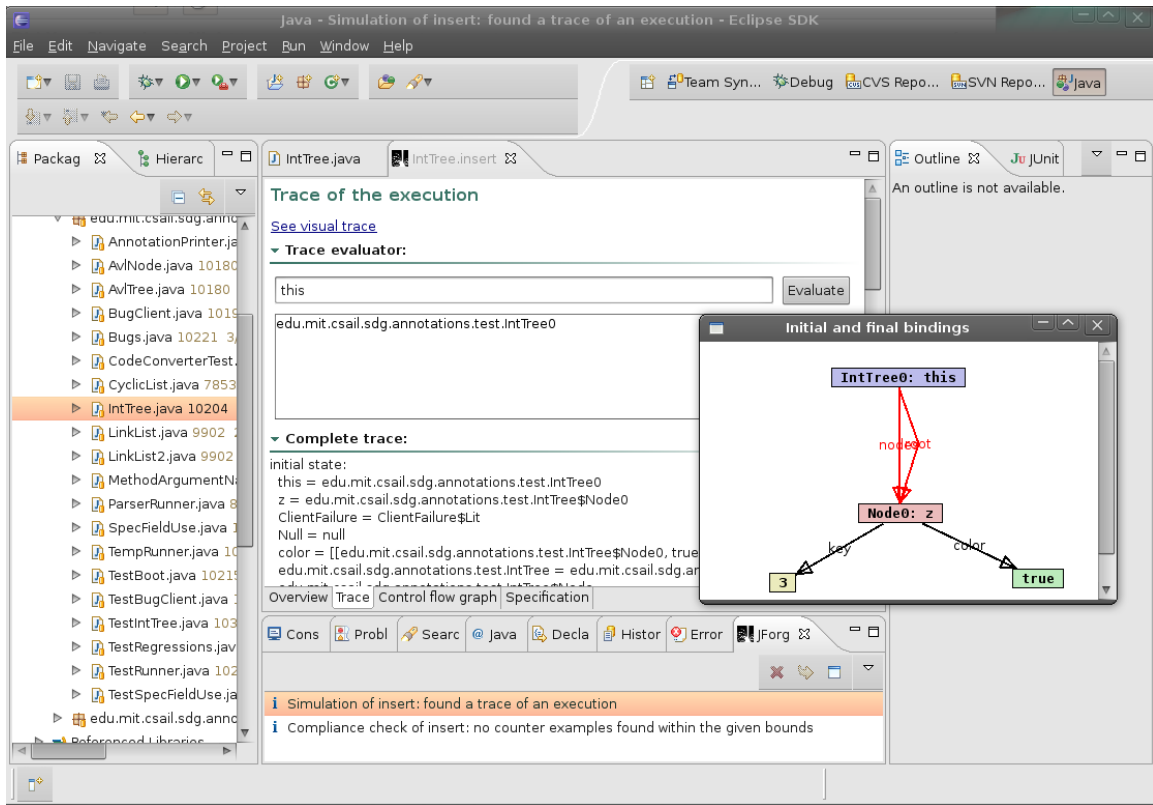 Java - Simulation of insert: found a trace of an execution - Eclipse SDK
File Edit Navigate Search Project Run Window Help
Team Syn... Debug CVS Repo... SVN Repo... Java
Packag Hierarc
AnnotationPrinter.ja
AvlNode.java 10180
AvlTree.java 10180
BugClient.java 1019
Bugs.java 10221 3/
CodeConverterTest.
CyclicList.java 7853
IntTree.java 10204
LinkList.java 9902
LinkList2.java 9902
MethodArgumentNa
ParserRunner.java 8
SpecFieldUse.java 1
TempRunner.java 10
TestBoot.java 10215
TestBugClient.java
TestIntTree.java 103
TestRegressions.jav
TestRunner.java 102
TestSpecFieldUse.ja
edu.mit.csail.sdg.anno
Referenced Libraries
IntTree.java IntTree.insert
Trace of the execution
See visual trace
Trace evaluator:
this Evaluate
edu.mit.csail.sdg.annotations.test.IntTree0
Complete trace:
initial state:
this = edu.mit.csail.sdg.annotations.test.IntTree0
z = edu.mit.csail.sdg.annotations.test.IntTree$Node0
ClientFailure = ClientFailure$Lit
Null = null
color = [[edu.mit.csail.sdg.annotations.test.IntTree$Node0, true
edu.mit.csail.sdg.annotations.test.IntTree = edu.mit.csail.sdg.an
Overview Trace Control flow graph Specification
Cons Probl Searc Java Decla Histor Error JForg
Simulation of insert: found a trace of an execution
Compliance check of insert: no counter examples found within the given bounds
Outline JUnit
An outline is not available.
Initial and final bindings
IntTree0: this
Node0: z
key color
3 true